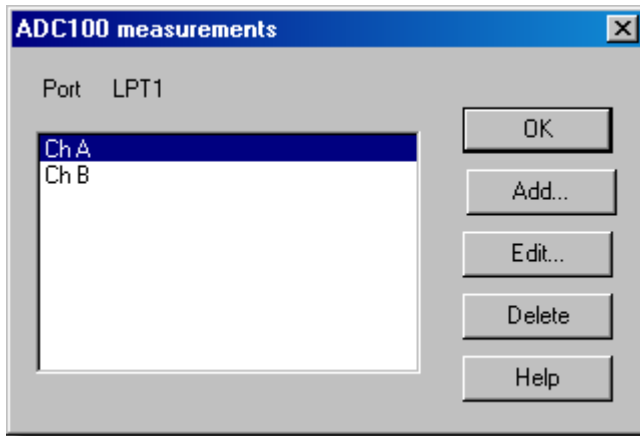 ADC100 measurements
Port LPT1
Ch A
Ch B
OK
Add...
Edit...
Delete
Help